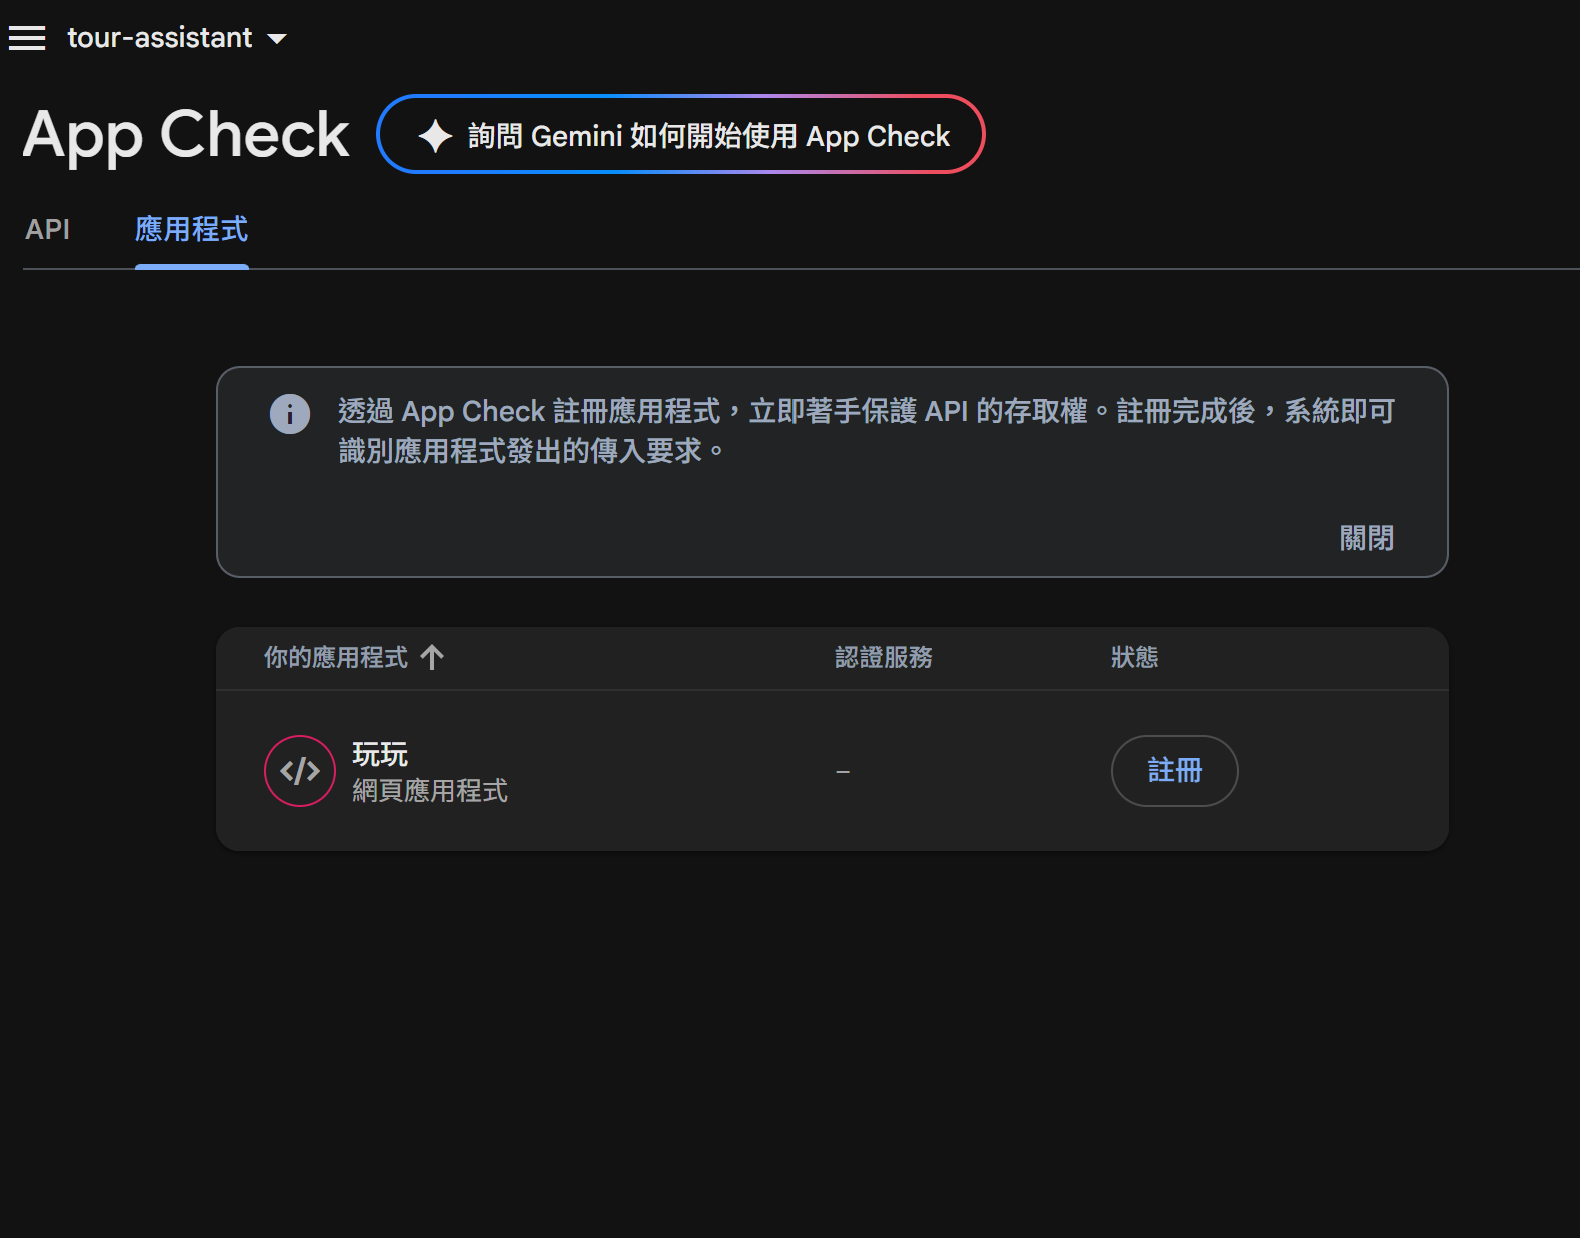 tour-assistant
App Check
詢問 Gemini 如何開始使用 App Check
API
應用程式
透過 App Check 註冊應用程式，立即著手保護 API 的存取權。註冊完成後，系統即可
識別應用程式發出的傳入要求。
關閉
你的應用程式
認證服務
狀態
玩玩
網頁應用程式
–
註冊